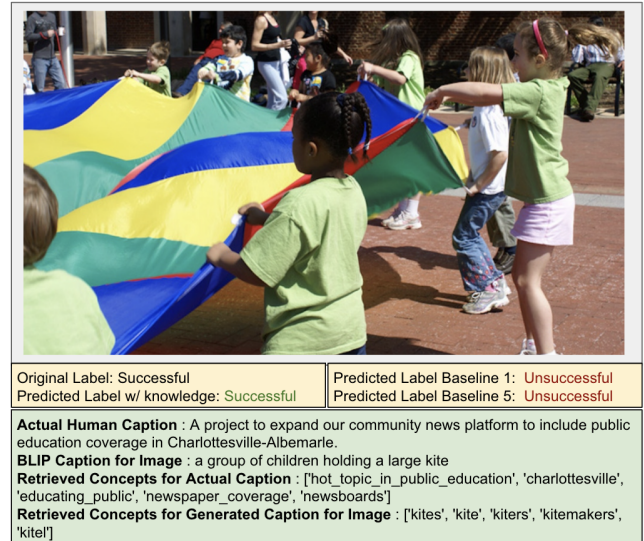 Original Label: Successful
Predicted Label w/ knowledge: Successful
Predicted Label Baseline 1: Unsuccessful
Predicted Label Baseline 5: Unsuccessful
Actual Human Caption : A project to expand our community news platform to include public
education coverage in Charlottesville-Albemarle.
BLIP Caption for Image : a group of children holding a large kite
Retrieved Concepts for Actual Caption : ['hot_topic_in_public_education', 'charlottesville',
'educating_public', 'newspaper_coverage', 'newsboards']
Retrieved Concepts for Generated Caption for Image : ['kites', 'kite', 'kiters', 'kitemakers',
'kitel']